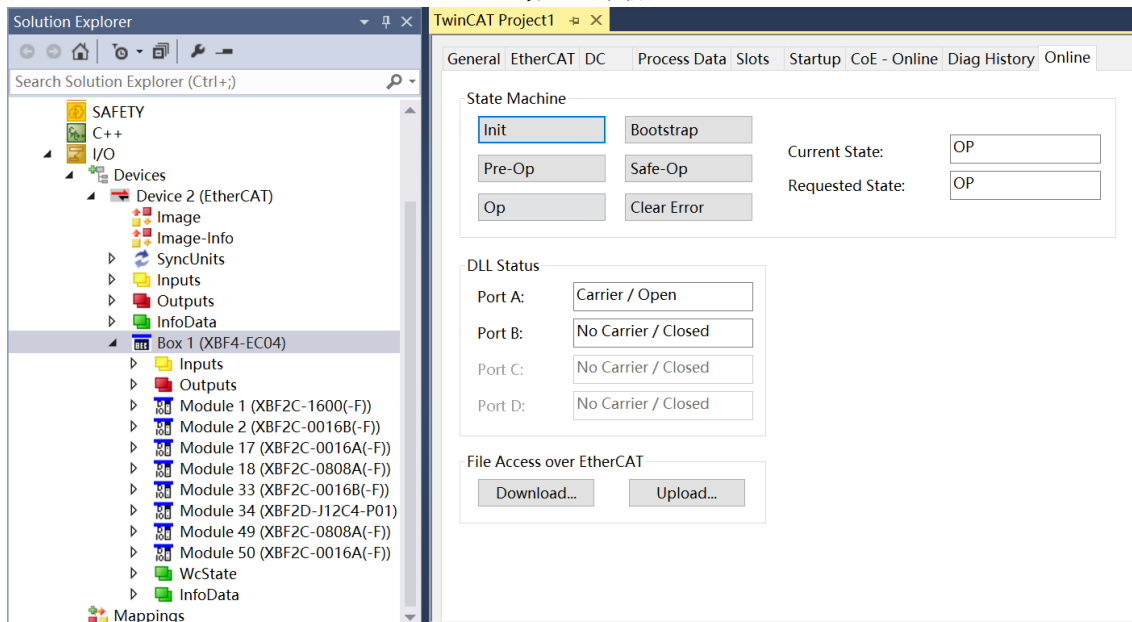 Solution Explorer
Search Solution Explorer (Ctrl+;)
SAFETY
C++
I/O
Devices
Device 2 (EtherCAT)
Image
Image-Info
SyncUnits
Inputs
Outputs
InfoData
Box 1 (XBF4-EC04)
Inputs
Outputs
Module 1 (XBF2C-1600(-F))
Module 2 (XBF2C-0016B(-F))
Module 17 (XBF2C-0016A(-F))
Module 18 (XBF2C-0808A(-F))
Module 33 (XBF2C-0016B(-F))
Module 34 (XBF2D-J12C4-P01)
Module 49 (XBF2C-0808A(-F))
Module 50 (XBF2C-0016A(-F))
WcState
InfoData
Mappings
TwinCAT Project1
General EtherCAT DC Process Data Slots Startup CoE - Online Diag History Online
State Machine
Init Bootstrap
Pre-Op Safe-Op
Op Clear Error
Current State: OP
Requested State: OP
DLL Status
Port A: Carrier / Open
Port B: No Carrier / Closed
Port C: No Carrier / Closed
Port D: No Carrier / Closed
File Access over EtherCAT
Download... Upload...